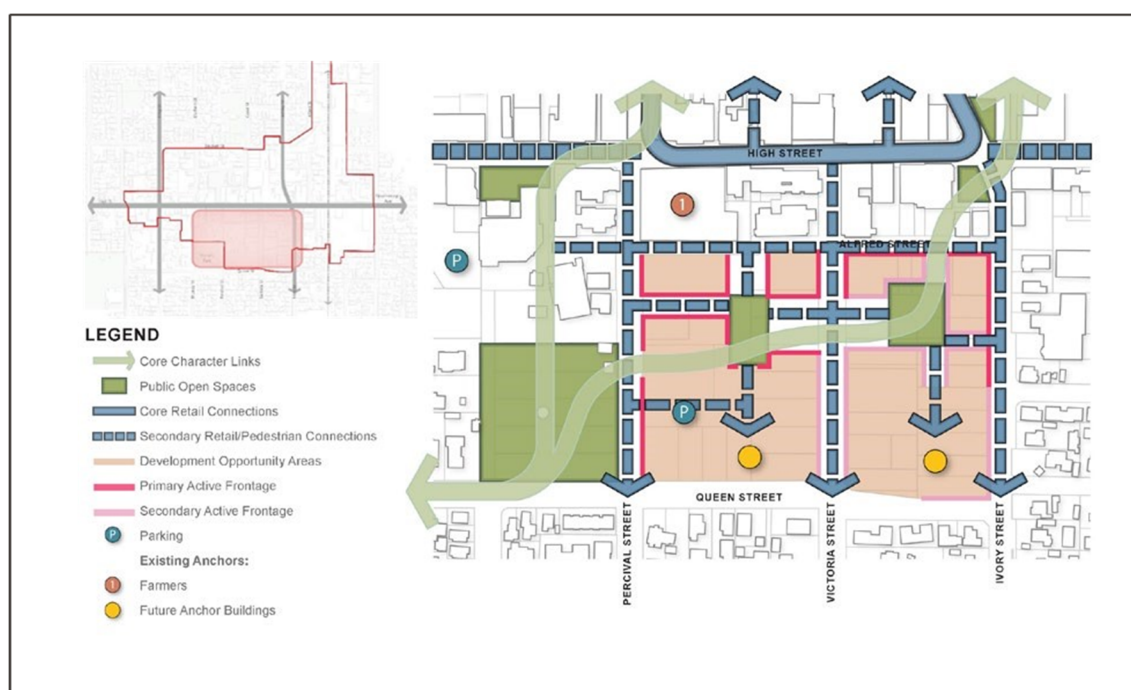 HIGH STREET
1
ALFRED STREET
P
P
QUEEN STREET
PERCIVAL STREET
VICTORIA STREET
IVORY STREET
LEGEND
Core Character Links
Public Open Spaces
Core Retail Connections
Secondary Retail/Pedestrian Connections
Development Opportunity Areas
Primary Active Frontage
Secondary Active Frontage
P Parking
Existing Anchors:
1 Farmers
Future Anchor Buildings